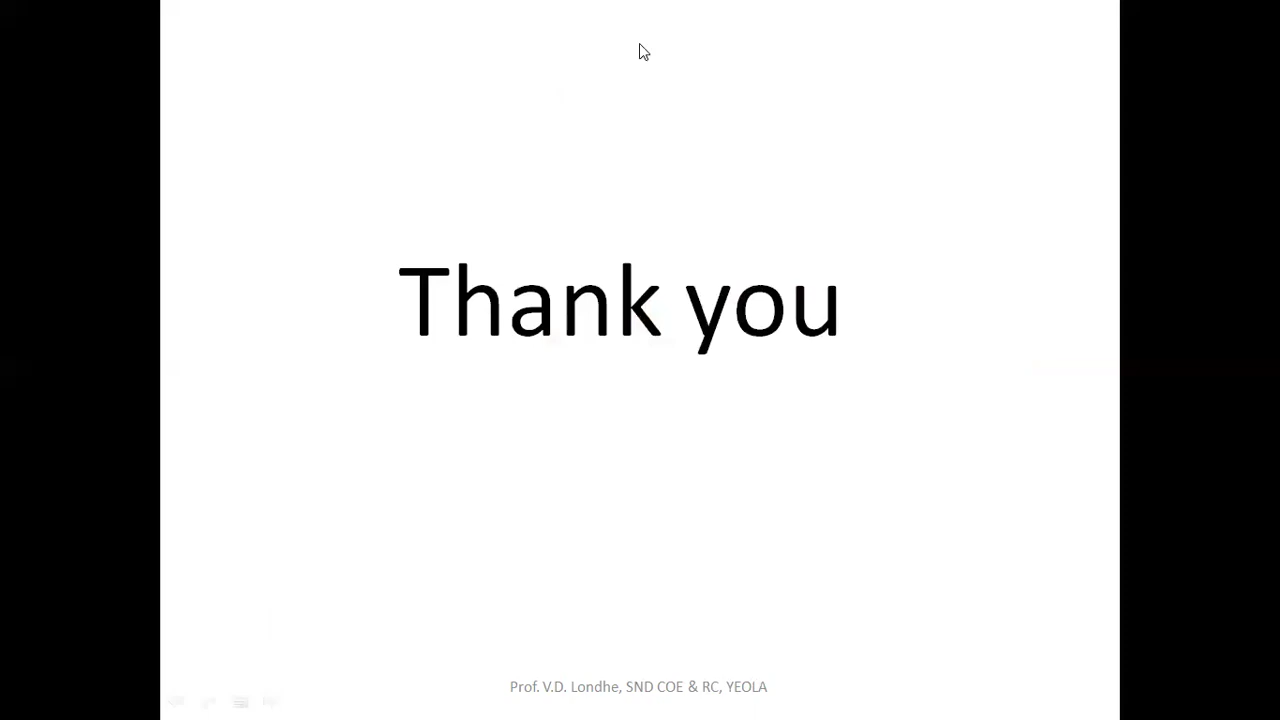 Thank you
Prof. V.D. Londhe, SND COE & RC, YEOLA